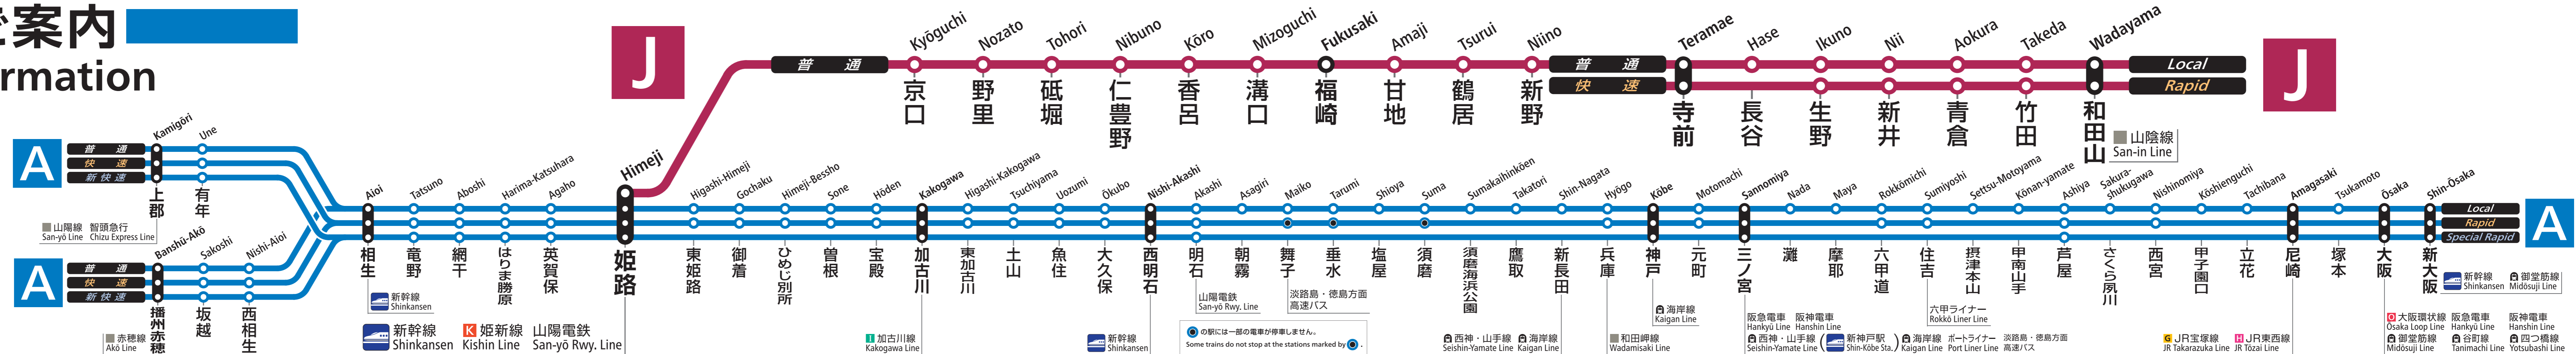 ご案内
rmation
J
普 通
Kyōguchi
京口
Nozato
野里
Tohori
砥堀
Nibuno
仁豊野
Kōro
香呂
Mizoguchi
溝口
Fukusaki
福崎
Amaji
甘地
Tsurui
鶴居
Niino
新野
普 通
快 速
Teramae
寺前
Hase
長谷
Ikuno
生野
Nii
新井
Aokura
青倉
Takeda
竹田
Wadayama
和田山
Local
Rapid
J
山陰線
San-in Line
A
普 通
快 速
新 快 速
Kamigōri
上郡
Une
有年
山陽線 智頭急行
San-yō Line Chizu Express Line
A
普 通
快 速
新 快 速
Banshū-Akō
播州赤穂
Sakoshi
坂越
Nishi-Aioi
西相生
赤穂線
Akō Line
Aioi
相生
新幹線
Shinkansen
Tatsuno
竜野
Aboshi
網干
Harima-Katsuhara
はりま勝原
Agaho
英賀保
Himeji
姫路
新幹線
Shinkansen
K 姫新線
Kishin Line
山陽電鉄
San-yō Rwy. Line
Higashi-Himeji
東姫路
Gochaku
御着
Himeji-Bessho
ひめじ別所
Sone
曽根
Hōden
宝殿
Kakogawa
加古川
I 加古川線
Kakogawa Line
Higashi-Kakogawa
東加古川
Tsuchiyama
土山
Uozumi
魚住
Ōkubo
大久保
Nishi-Akashi
西明石
新幹線
Shinkansen
Akashi
明石
山陽電鉄
San-yō Rwy. Line
Asagiri
朝霧
Maiko
舞子
淡路島・徳島方面
高速バス
Tarumi
垂水
Shioya
塩屋
Suma
須磨
の駅には一部の電車が停車しません。
Some trains do not stop at the stations marked by .
Sumakaihinkōen
須磨海浜公園
Takatori
鷹取
Shin-Nagata
新長田
西神・山手線 海岸線
Seishin-Yamate Line Kaigan Line
Hyōgo
兵庫
和田岬線
Wadamisaki Line
Kōbe
神戸
海岸線
Kaigan Line
Motomachi
元町
Sannomiya
三ノ宮
阪急電車 阪神電車
Hankyū Line Hanshin Line
西神・山手線 ( 新神戸駅 ) 海岸線 ポートライナー 淡路島・徳島方面
Seishin-Yamate Line Shin-Kōbe Sta. Kaigan Line Port Liner Line 高速バス
Nada
灘
Maya
摩耶
Rokkōmichi
六甲道
Sumiyoshi
住吉
六甲ライナー
Rokkō Liner Line
Settsu-Motoyama
摂津本山
Kōnan-yamate
甲南山手
Ashiya
芦屋
Sakura-
shukugawa
さくら夙川
Nishinomiya
西宮
Kōshienguchi
甲子園口
Tachibana
立花
Amagasaki
尼崎
G JR宝塚線 H JR東西線
JR Takarazuka Line JR Tōzai Line
Tsukamoto
塚本
Ōsaka
大阪
O 大阪環状線 阪急電車 阪神電車
Ōsaka Loop Line Hankyū Line Hanshin Line
御堂筋線 谷町線 四つ橋線
Midōsuji Line Tanimachi Line Yotsubashi Line
Shin-Ōsaka
新大阪
新幹線 御堂筋線
Shinkansen Midōsuji Line
Local
Rapid
Special Rapid
A